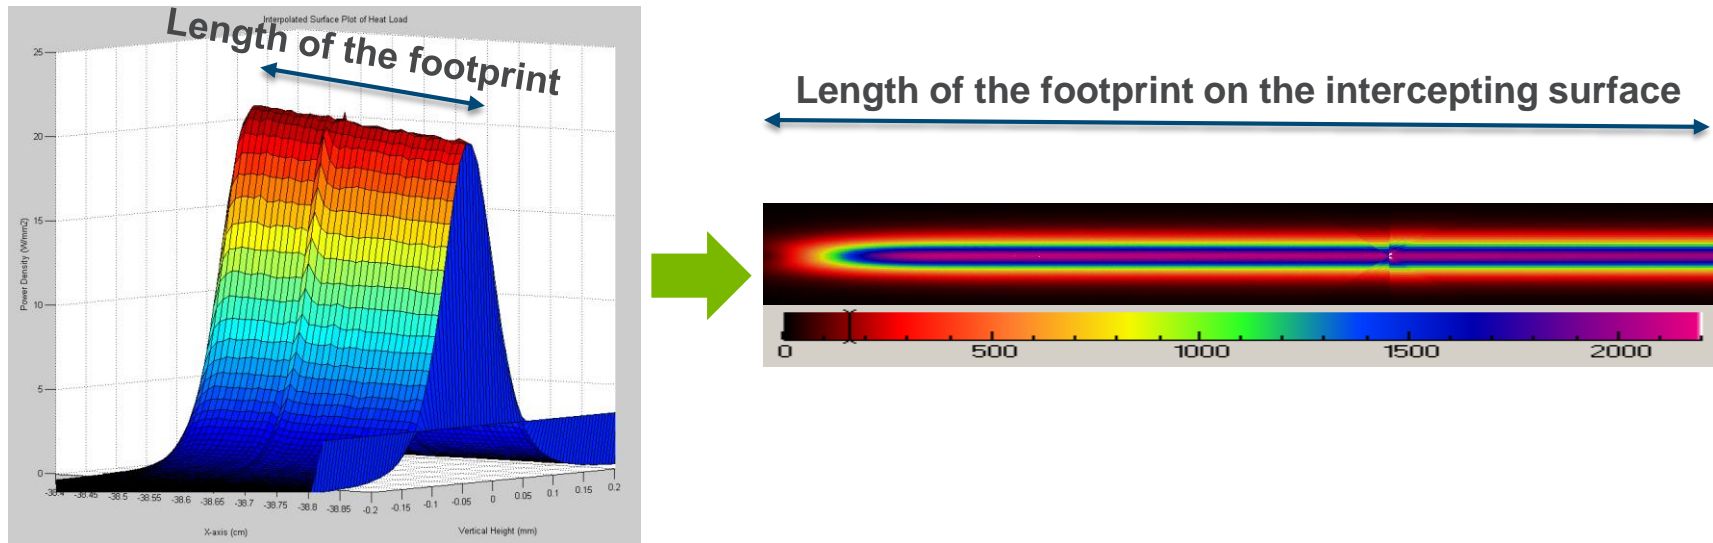 Interpolated Surface Plot of Heat Load
Length of the footprint
25
20
15
10
5
0
Power Density (W/mm2)
-38.4 -38.45 -38.5 -38.55 -38.6 -38.65 -38.7 -38.75 -38.8 -38.85
-0.2 -0.15 -0.1 -0.05 0 0.05 0.1 0.15 0.2
X-axis (cm)
Vertical Height (mm)
Length of the footprint on the intercepting surface
0 500 1000 1500 2000